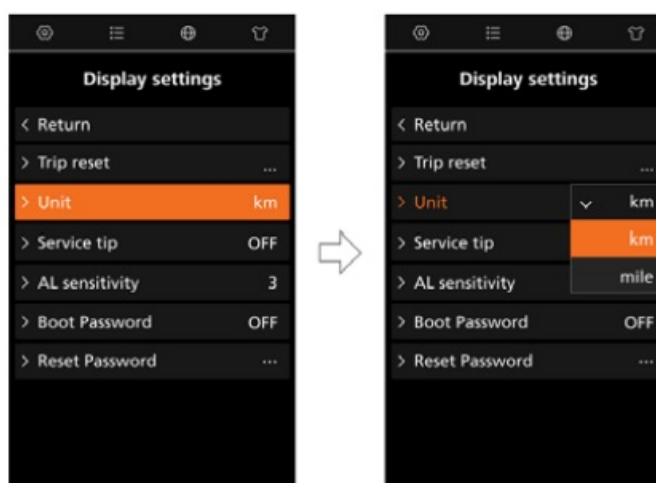 Display settings
< Return
> Trip reset ...
> Unit km
> Service tip OFF
> AL sensitivity 3
> Boot Password OFF
> Reset Password ...
Display settings
< Return
> Trip reset ...
> Unit km
km
> Service tip
mile
> AL sensitivity
> Boot Password OFF
> Reset Password ...